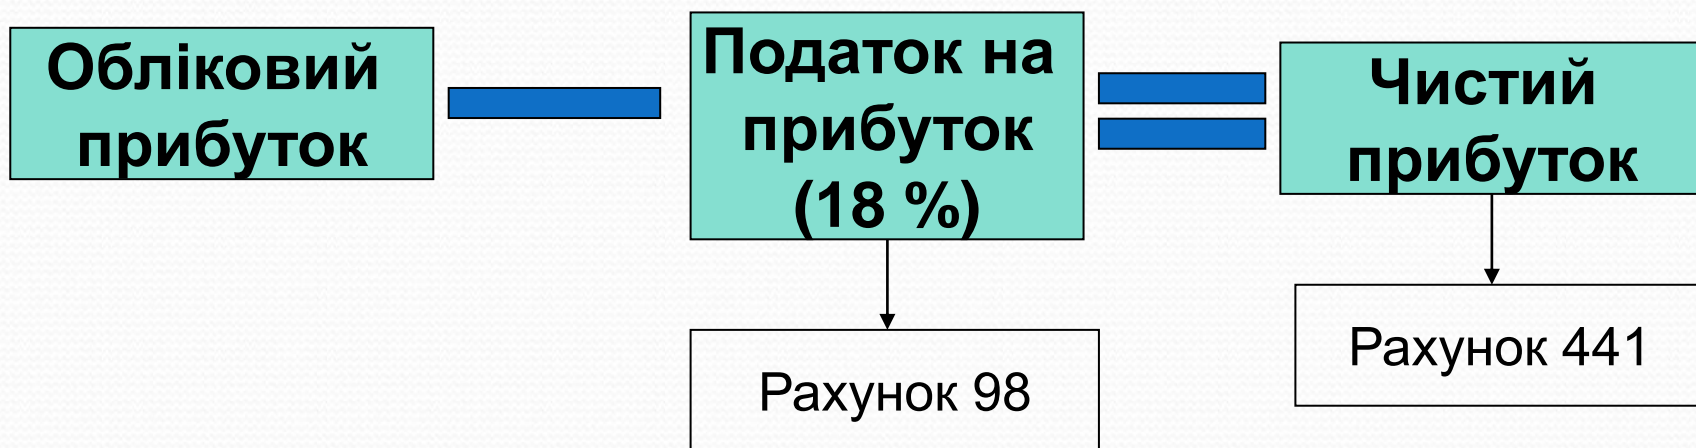 Обліковий
прибуток
Податок на
прибуток
(18 %)
Чистий
прибуток
Рахунок 98
Рахунок 441